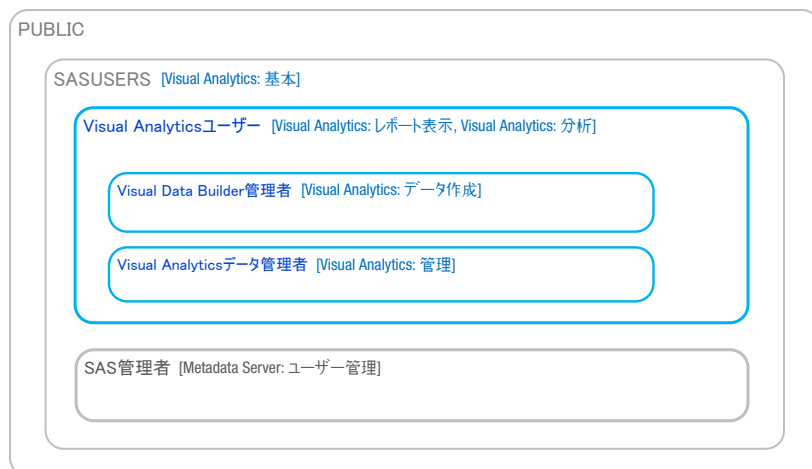 PUBLIC
SASUSERS [Visual Analytics: 基本]
Visual Analyticsユーザー [Visual Analytics: レポート表示, Visual Analytics: 分析]
Visual Data Builder管理者 [Visual Analytics: データ作成]
Visual Analyticsデータ管理者 [Visual Analytics: 管理]
SAS管理者 [Metadata Server: ユーザー管理]